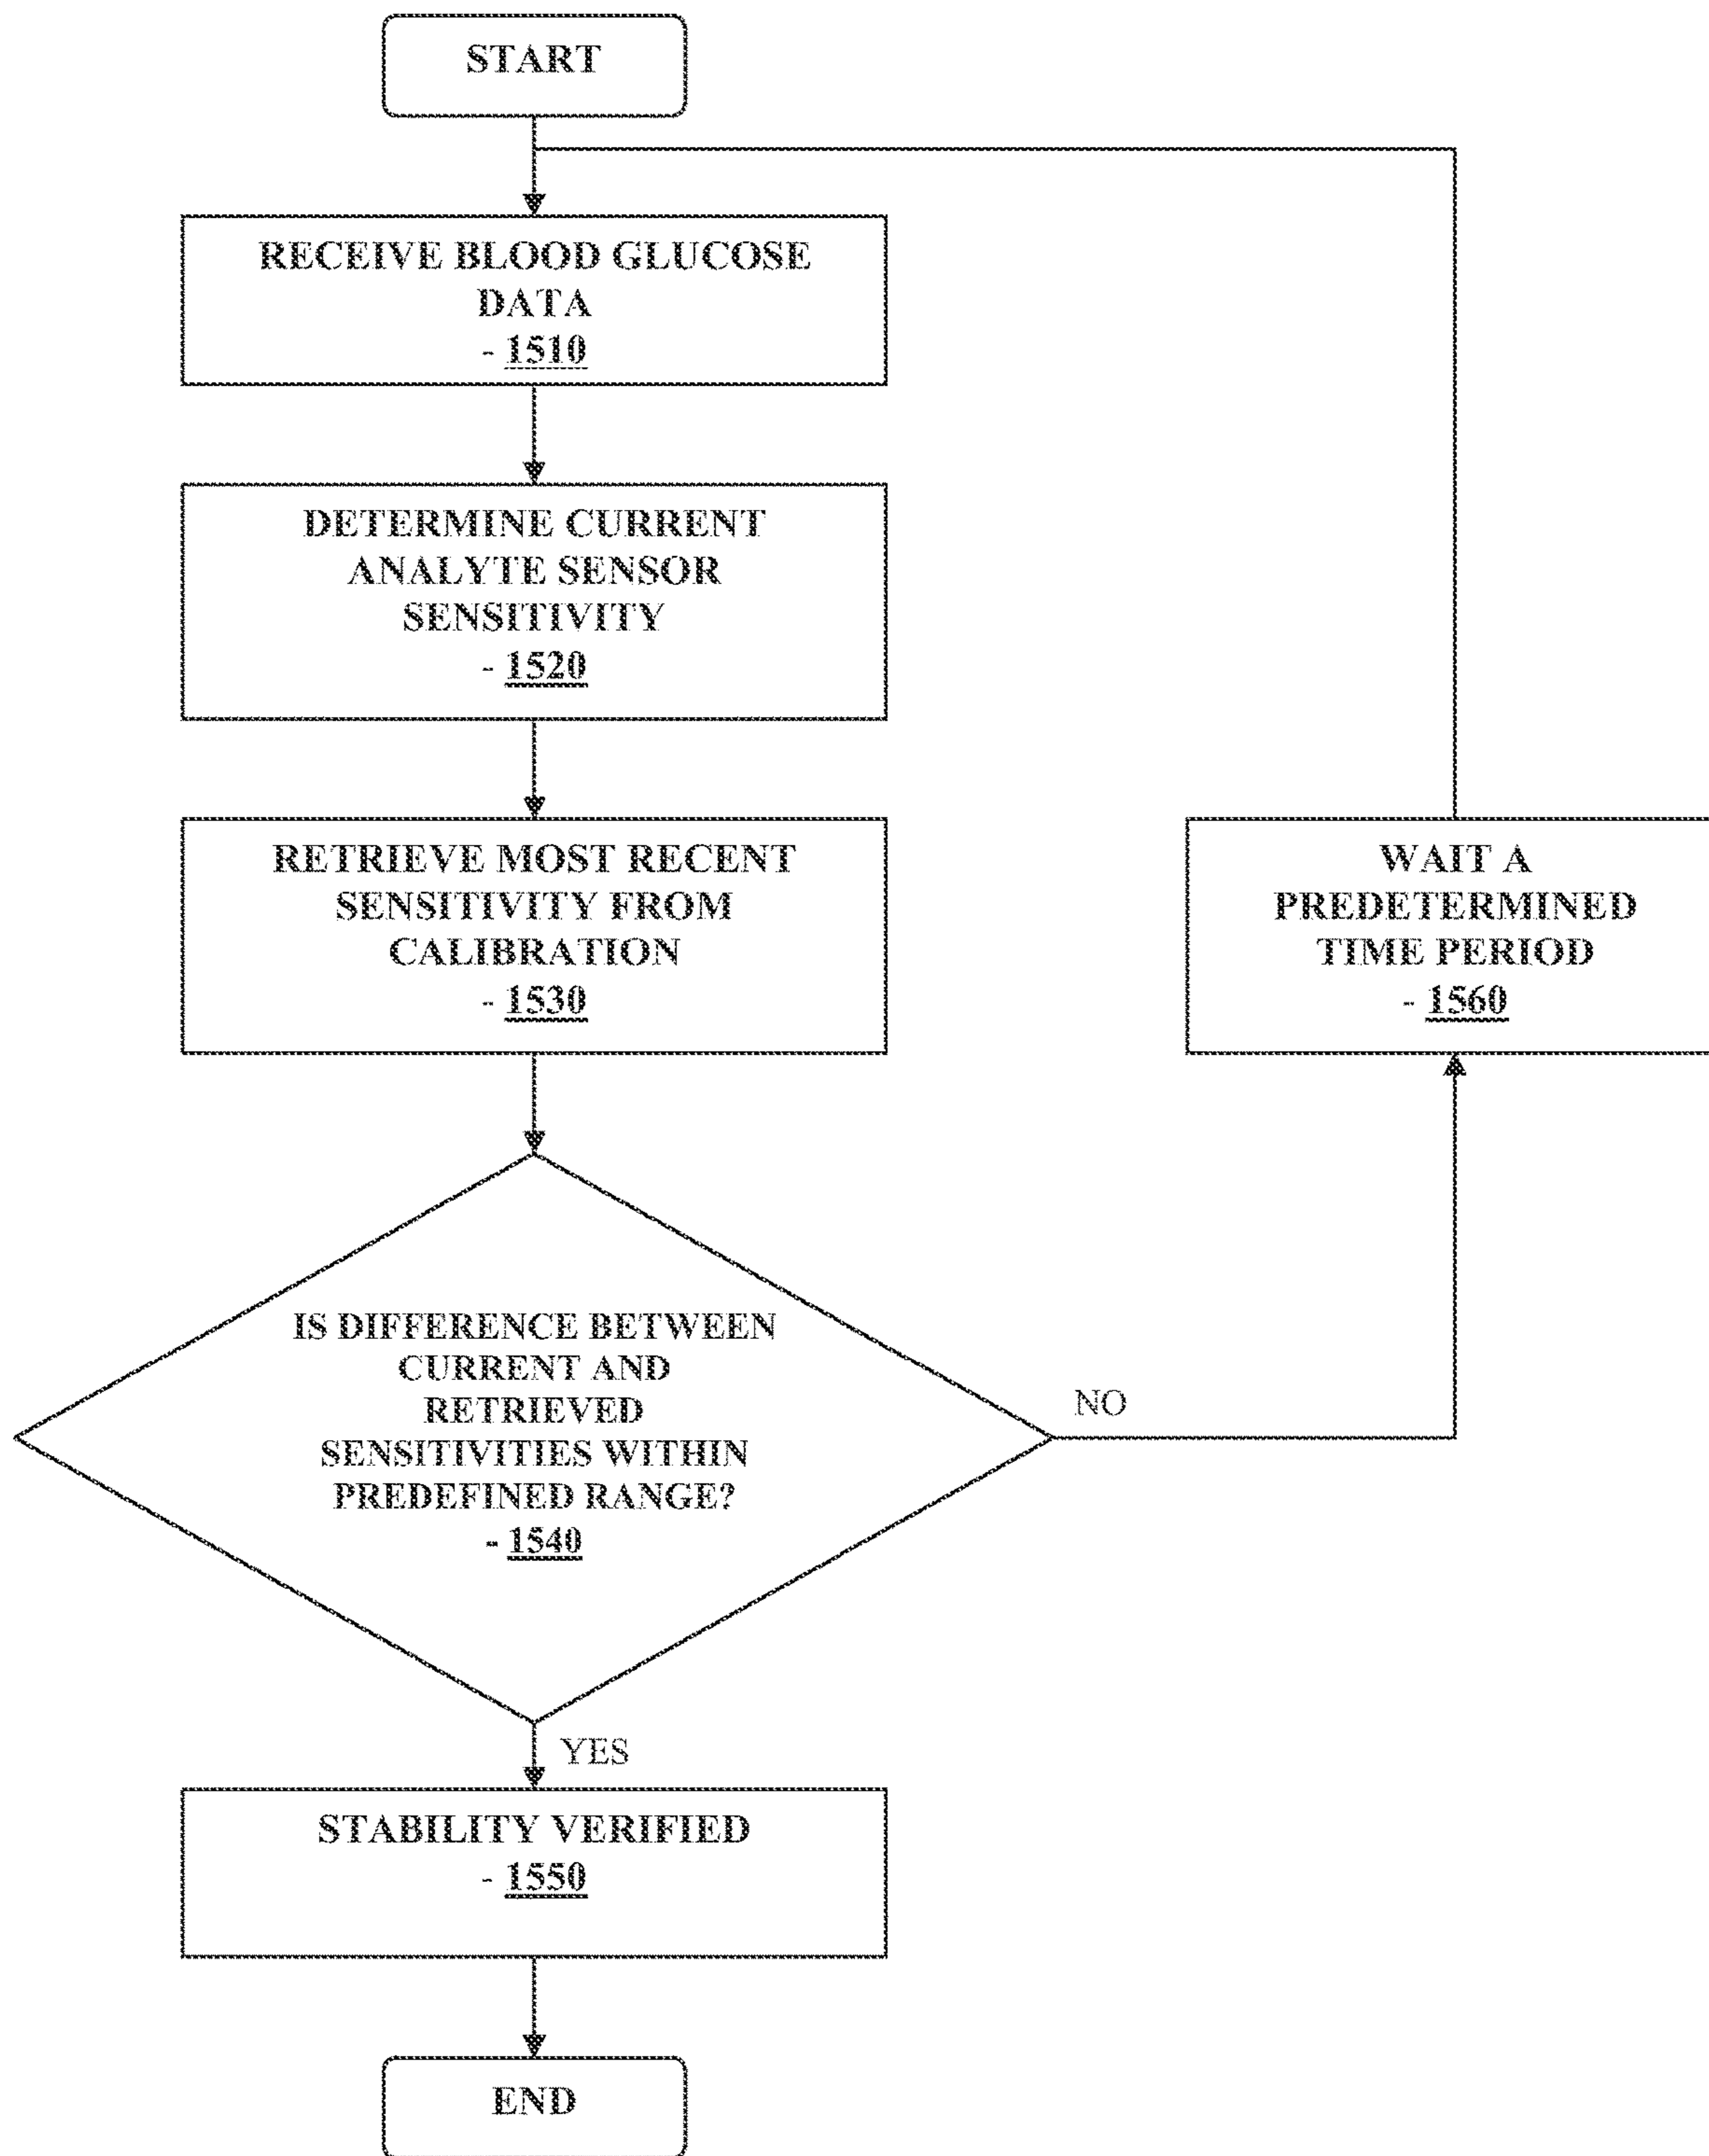 START
RECEIVE BLOOD GLUCOSE
DATA
- 1510
DETERMINE CURRENT
ANALYTE SENSOR
SENSITIVITY
- 1520
RETRIEVE MOST RECENT
SENSITIVITY FROM
CALIBRATION
- 1530
WAIT A
PREDETERMINED
TIME PERIOD
- 1560
IS DIFFERENCE BETWEEN
CURRENT AND
RETRIEVED
SENSITIVITIES WITHIN
PREDEFINED RANGE?
- 1540
NO
YES
STABILITY VERIFIED
- 1550
END